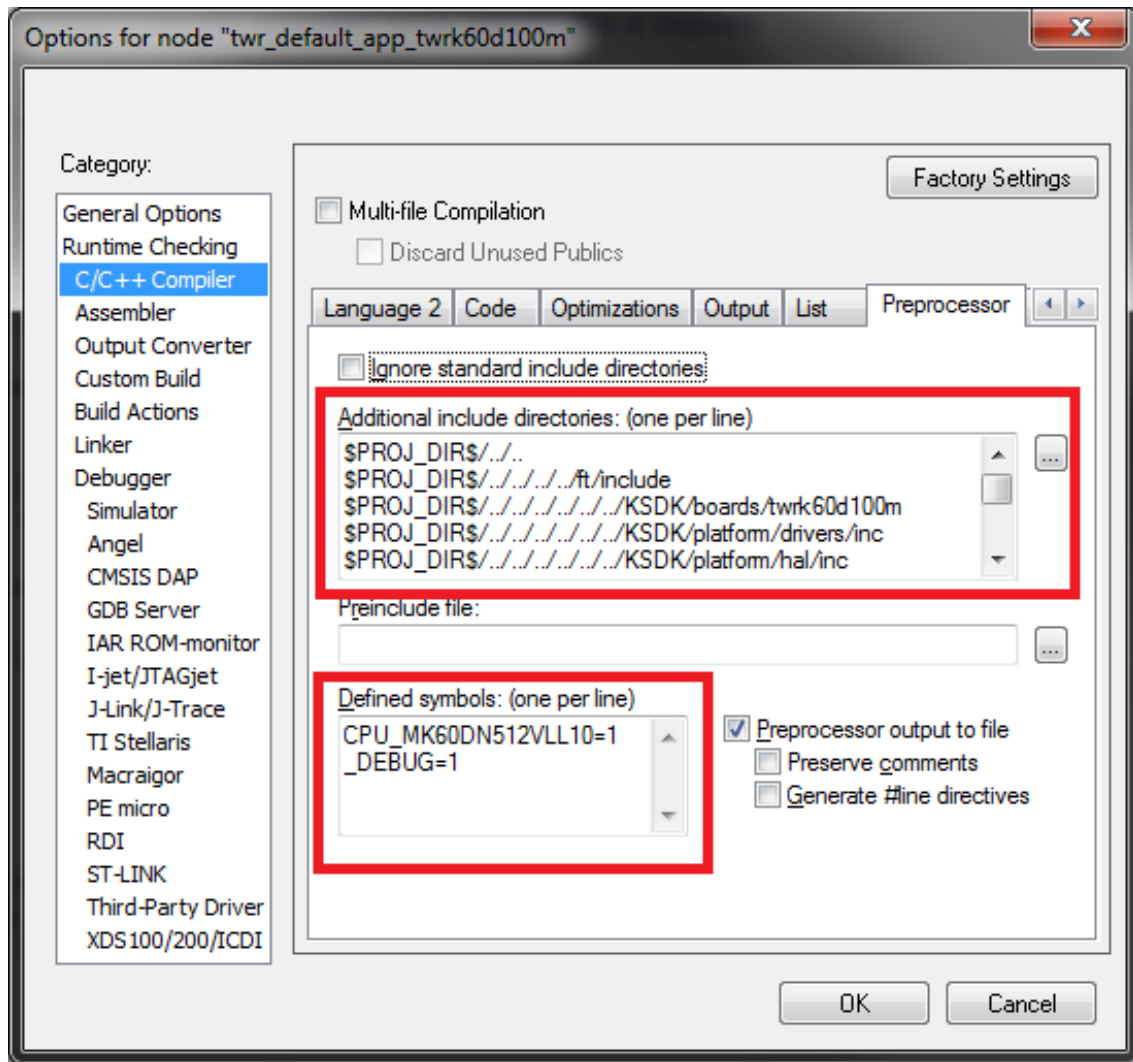 Options for node "twr_default_app_twrk60d100m"
Category:
Factory Settings
General Options
Runtime Checking
C/C++ Compiler
Assembler
Output Converter
Custom Build
Build Actions
Linker
Debugger
Simulator
Angel
CMSIS DAP
GDB Server
IAR ROM-monitor
I-jet/JTAGjet
J-Link/J-Trace
TI Stellaris
Macraigor
PE micro
RDI
ST-LINK
Third-Party Driver
XDS100/200/ICDI
Multi-file Compilation
Discard Unused Publics
Language 2 Code Optimizations Output List Preprocessor
Ignore standard include directories
Additional include directories: (one per line)
$PROJ_DIR$/../..
$PROJ_DIR$/../../../../ft/include
$PROJ_DIR$/../../../../../../KSDK/boards/twrk60d100m
$PROJ_DIR$/../../../../../../KSDK/platform/drivers/inc
$PROJ_DIR$/../../../../../../KSDK/platform/hal/inc
...
Preinclude file:
...
Defined symbols: (one per line)
CPU_MK60DN512VLL10=1
_DEBUG=1
Preprocessor output to file
Preserve comments
Generate #line directives
OK Cancel